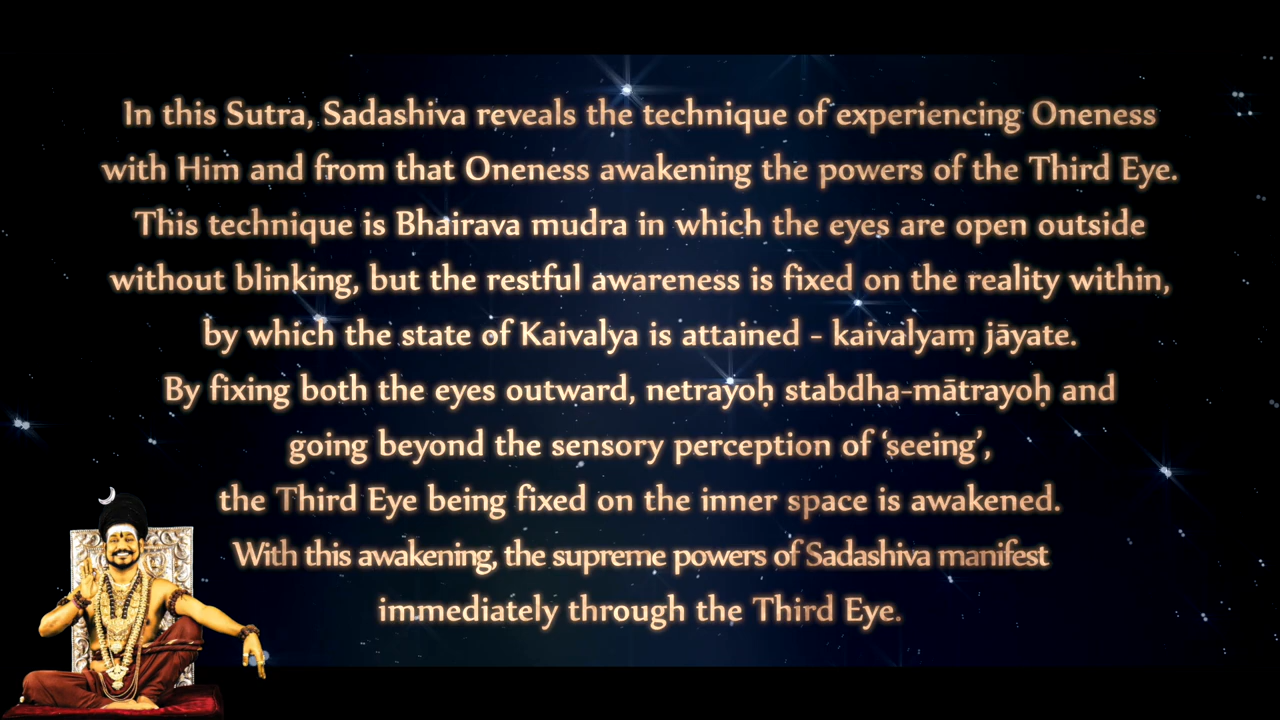 In this Sutra, Sadashiva reveals the technique of experiencing Oneness
with Him and from that Oneness awakening the powers of the Third Eye.
This technique is Bhairava mudra in which the eyes are open outside
without blinking, but the restful awareness is fixed on the reality within,
by which the state of Kaivalya is attained - kaivalyaṃ jāyate.
By fixing both the eyes outward, netrayoḥ stabdha-mātrayoḥ and
going beyond the sensory perception of ‘seeing’,
the Third Eye being fixed on the inner space is awakened.
With this awakening, the supreme powers of Sadashiva manifest
immediately through the Third Eye.